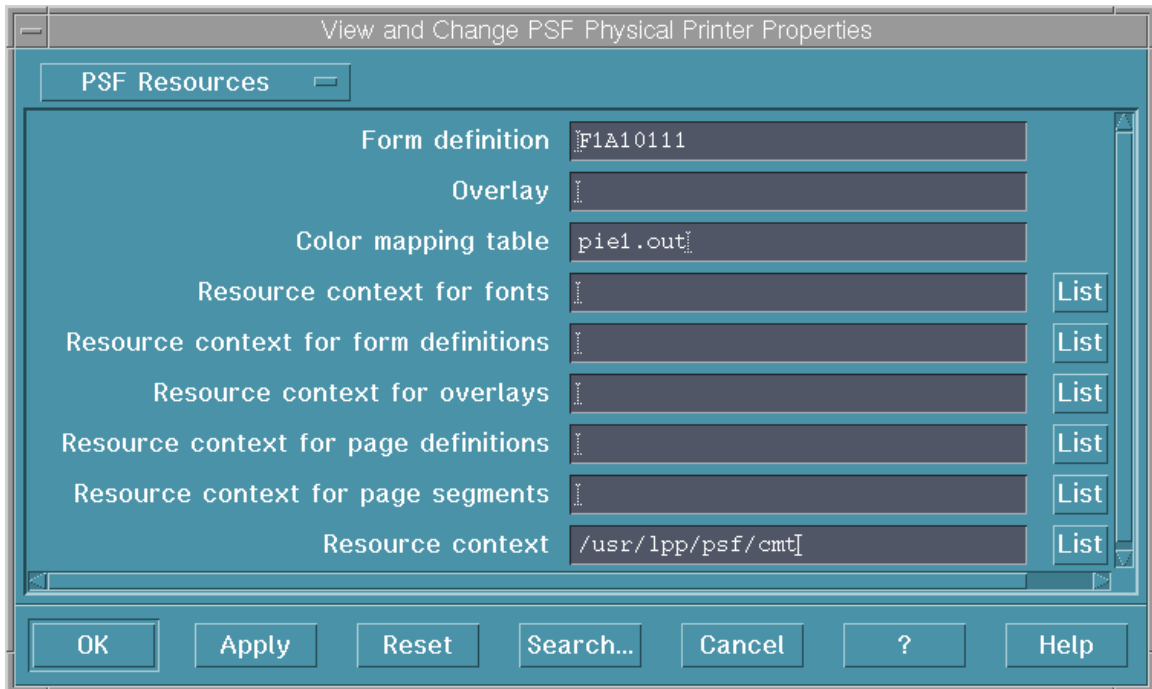 View and Change PSF Physical Printer Properties
PSF Resources
Form definition F1A10111
Overlay
Color mapping table pie1.out
Resource context for fonts List
Resource context for form definitions List
Resource context for overlays List
Resource context for page definitions List
Resource context for page segments List
Resource context /usr/lpp/psf/cmt List
OK Apply Reset Search... Cancel ? Help